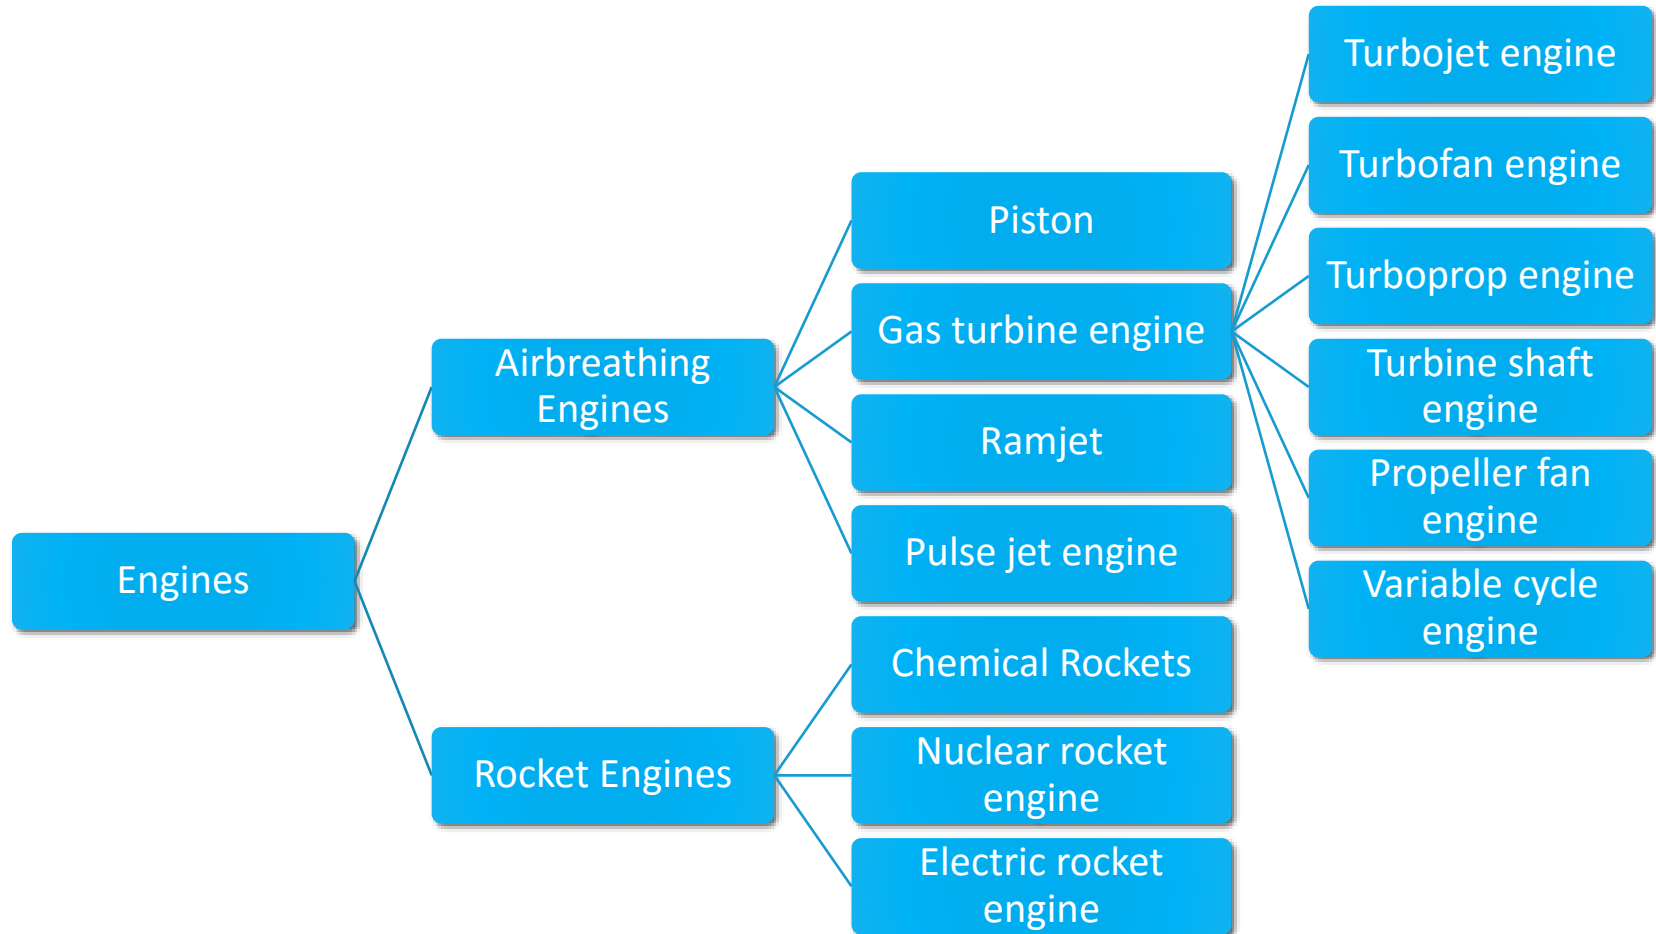 Engines
Airbreathing
Engines
Rocket Engines
Piston
Gas turbine engine
Ramjet
Pulse jet engine
Chemical Rockets
Nuclear rocket
engine
Electric rocket
engine
Turbojet engine
Turbofan engine
Turboprop engine
Turbine shaft
engine
Propeller fan
engine
Variable cycle
engine